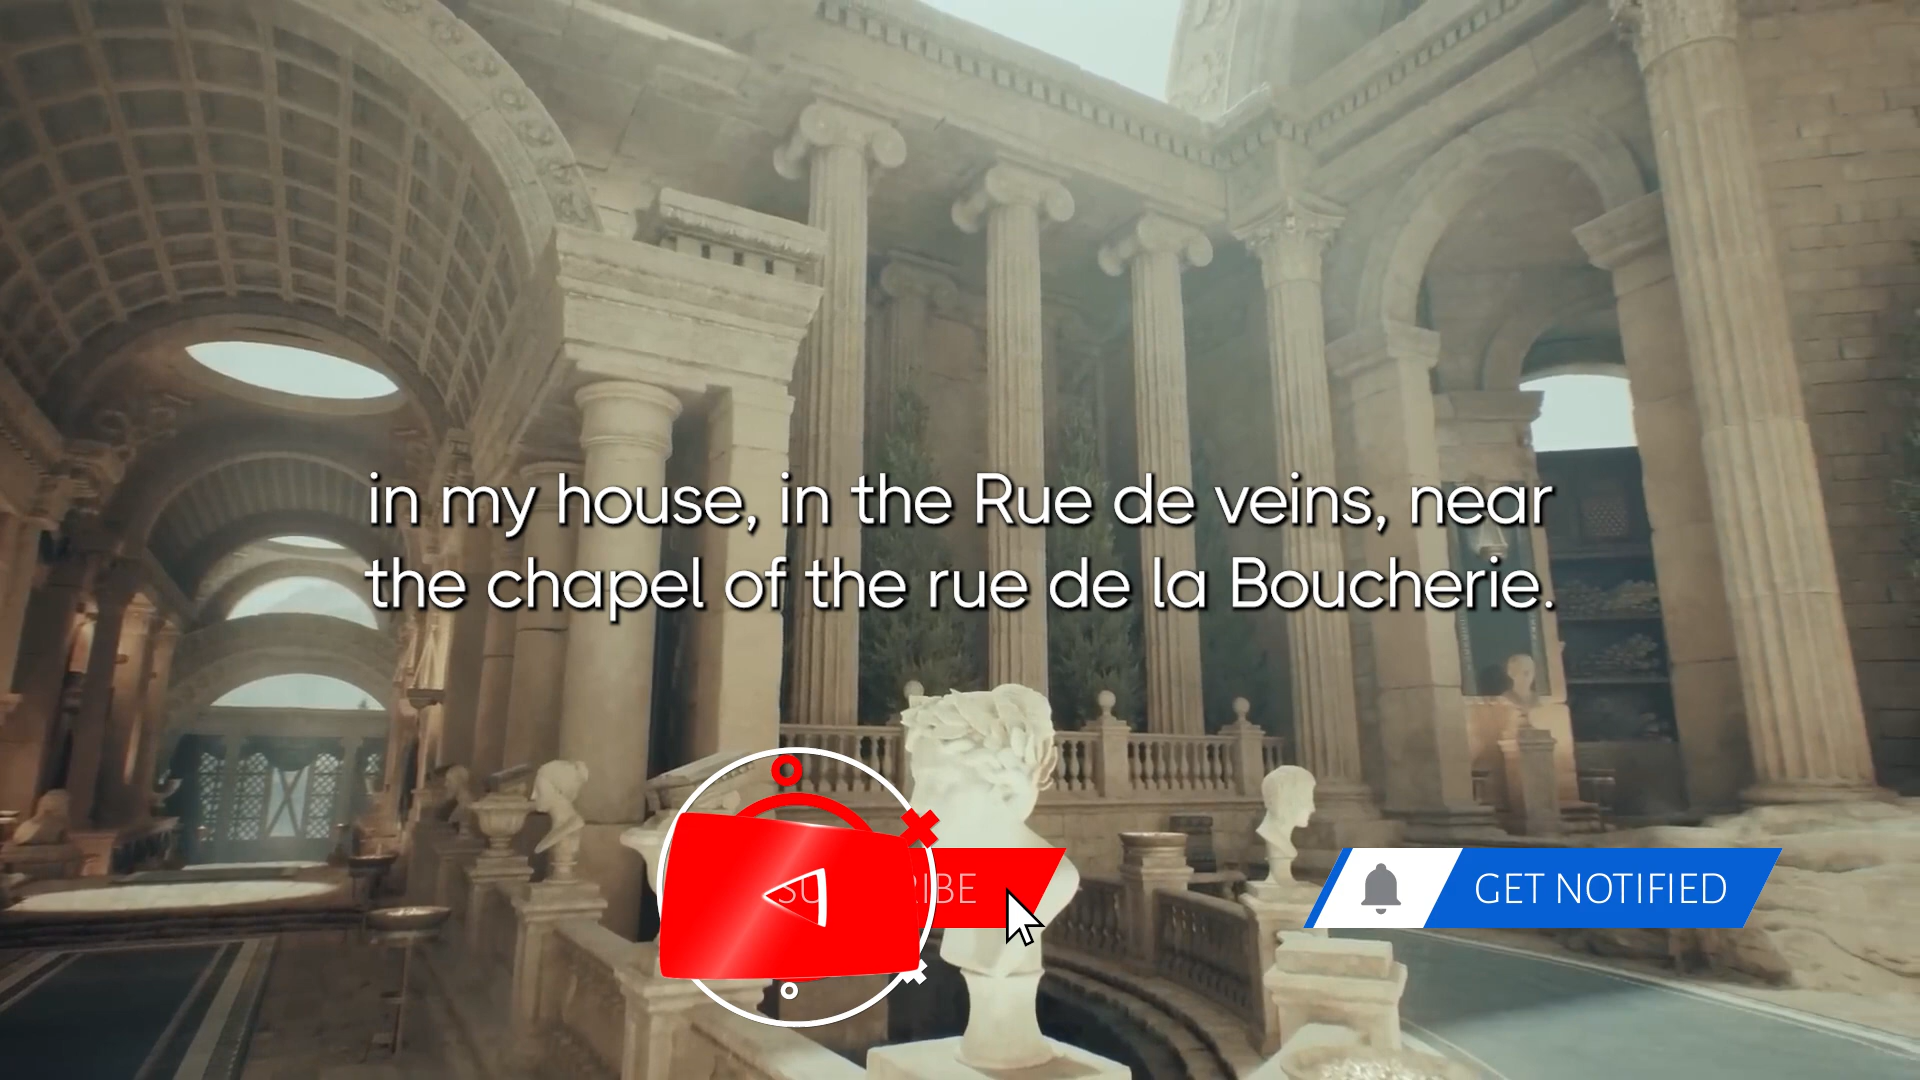 in my house, in the Rue de veins, near
the chapel of the rue de la Boucherie.
GET NOTIFIED